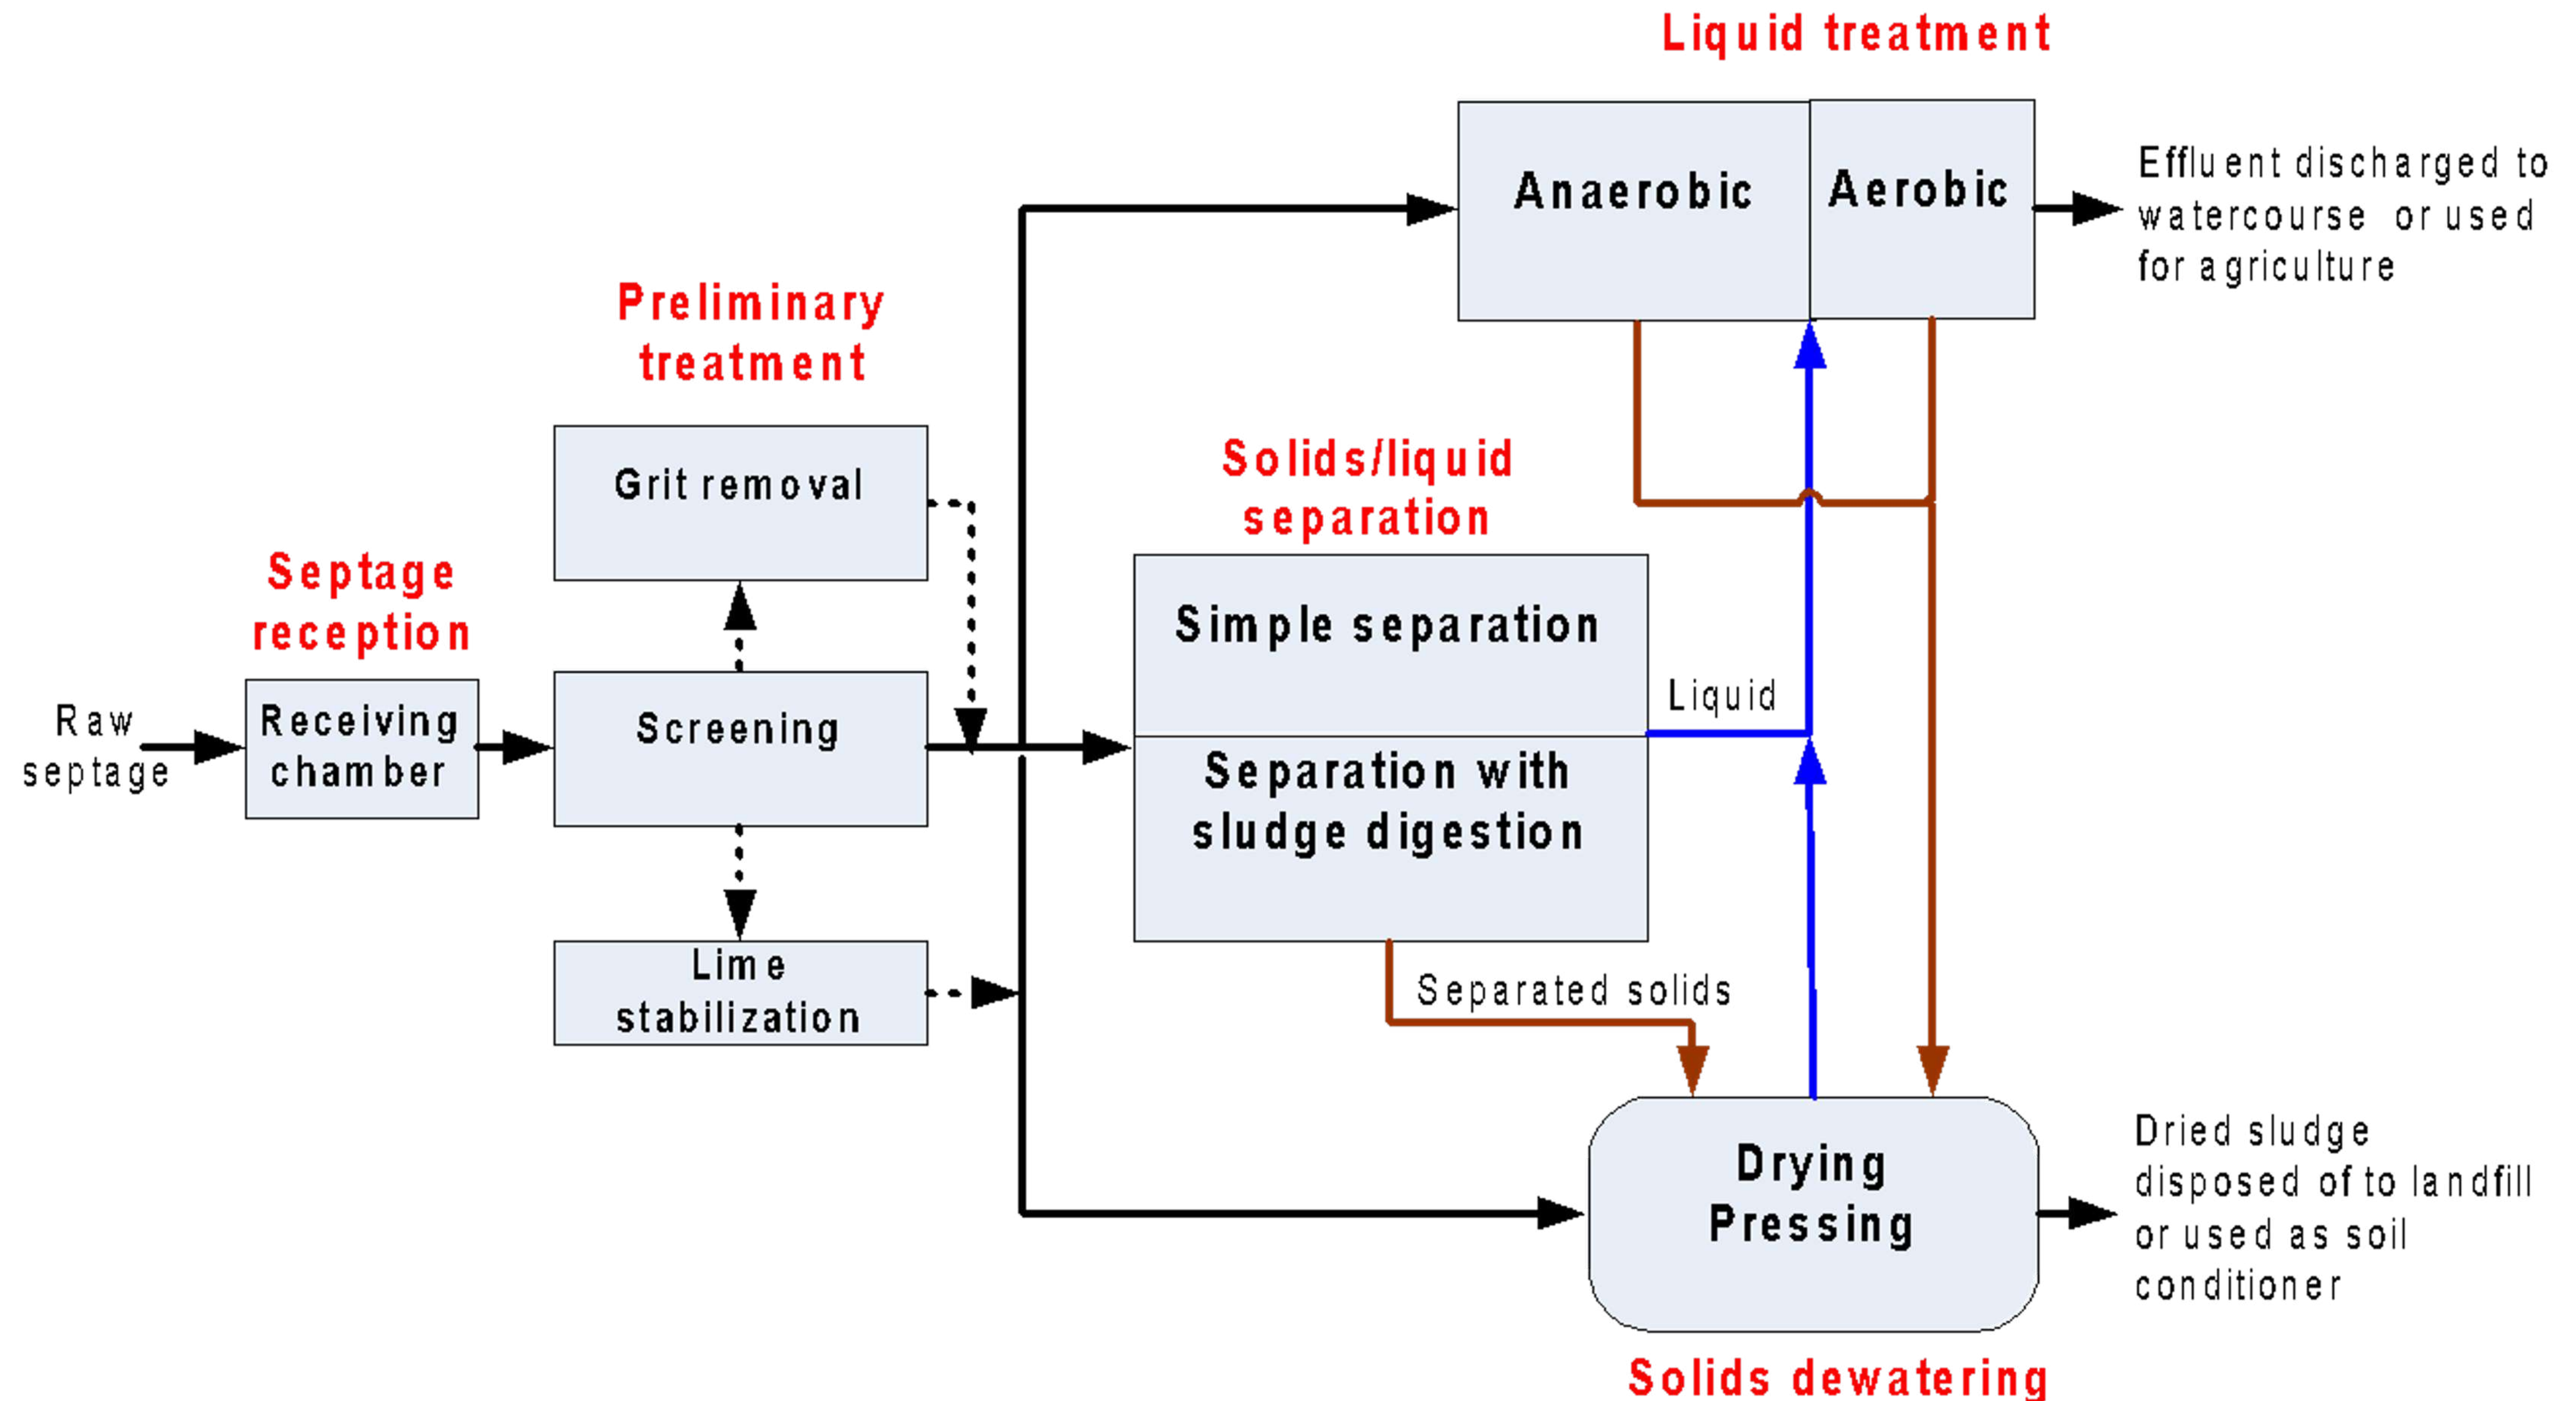 Liquid treatment
Anaerobic
Aerobic
Effluent discharged to
watercourse or used
for agriculture
Preliminary
treatment
Grit removal
Solids/liquid
separation
Septage
reception
Simple separation
Liquid
Raw
septage
Receiving
chamber
Screening
Separation with
sludge digestion
Lime
stabilization
Separated solids
Drying
Pressing
Dried sludge
disposed of to landfill
or used as soil
conditioner
Solids dewatering